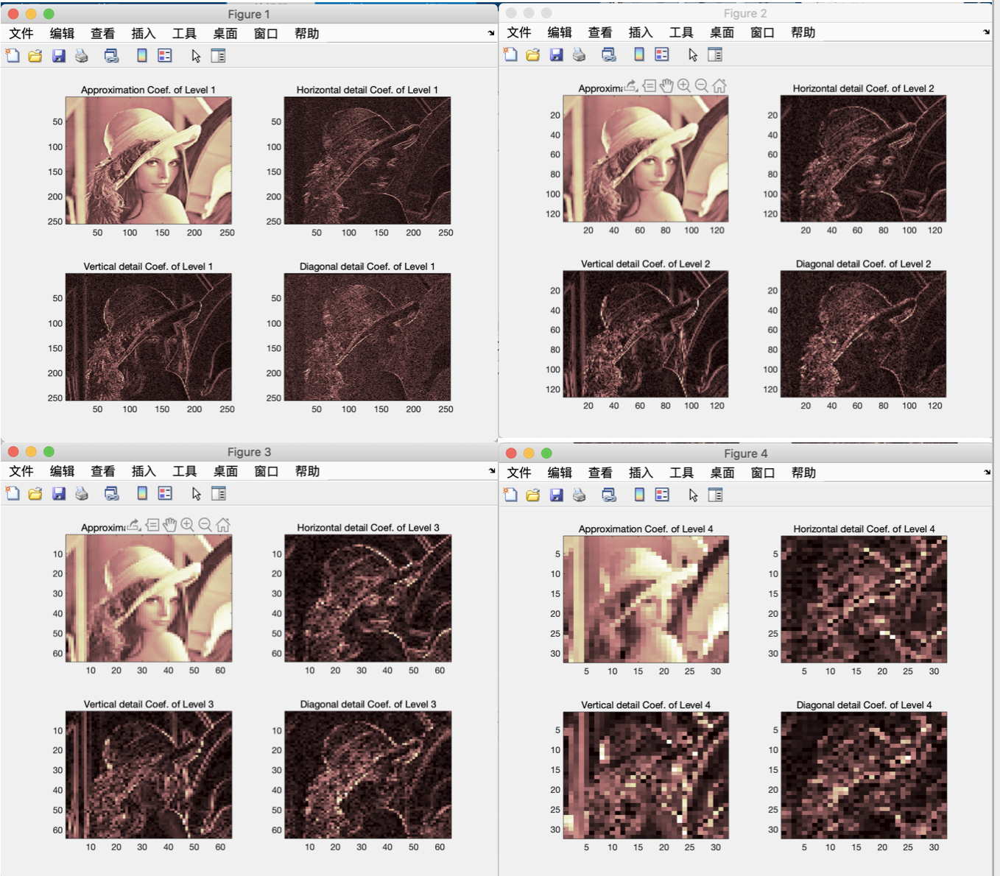 Figure 1
文件 编辑 查看 插入 工具 桌面 窗口 帮助
Approximation Coef. of Level 1
50
100
150
200
250
50 100 150 200 250
Horizontal detail Coef. of Level 1
50
100
150
200
250
50 100 150 200 250
Vertical detail Coef. of Level 1
50
100
150
200
250
50 100 150 200 250
Diagonal detail Coef. of Level 1
50
100
150
200
250
50 100 150 200 250
Figure 2
文件 编辑 查看 插入 工具 桌面 窗口 帮助
20
40
60
80
100
120
20 40 60 80 100 120
Horizontal detail Coef. of Level 2
20
40
60
80
100
120
20 40 60 80 100 120
Vertical detail Coef. of Level 2
20
40
60
80
100
120
20 40 60 80 100 120
Diagonal detail Coef. of Level 2
20
40
60
80
100
120
20 40 60 80 100 120
Figure 3
文件 编辑 查看 插入 工具 桌面 窗口 帮助
10
20
30
40
50
60
10 20 30 40 50 60
Horizontal detail Coef. of Level 3
10
20
30
40
50
60
10 20 30 40 50 60
Vertical detail Coef. of Level 3
10
20
30
40
50
60
10 20 30 40 50 60
Diagonal detail Coef. of Level 3
10
20
30
40
50
60
10 20 30 40 50 60
Figure 4
文件 编辑 查看 插入 工具 桌面 窗口 帮助
Approximation Coef. of Level 4
5
10
15
20
25
30
5 10 15 20 25 30
Horizontal detail Coef. of Level 4
5
10
15
20
25
30
5 10 15 20 25 30
Vertical detail Coef. of Level 4
5
10
15
20
25
30
5 10 15 20 25 30
Diagonal detail Coef. of Level 4
5
10
15
20
25
30
5 10 15 20 25 30